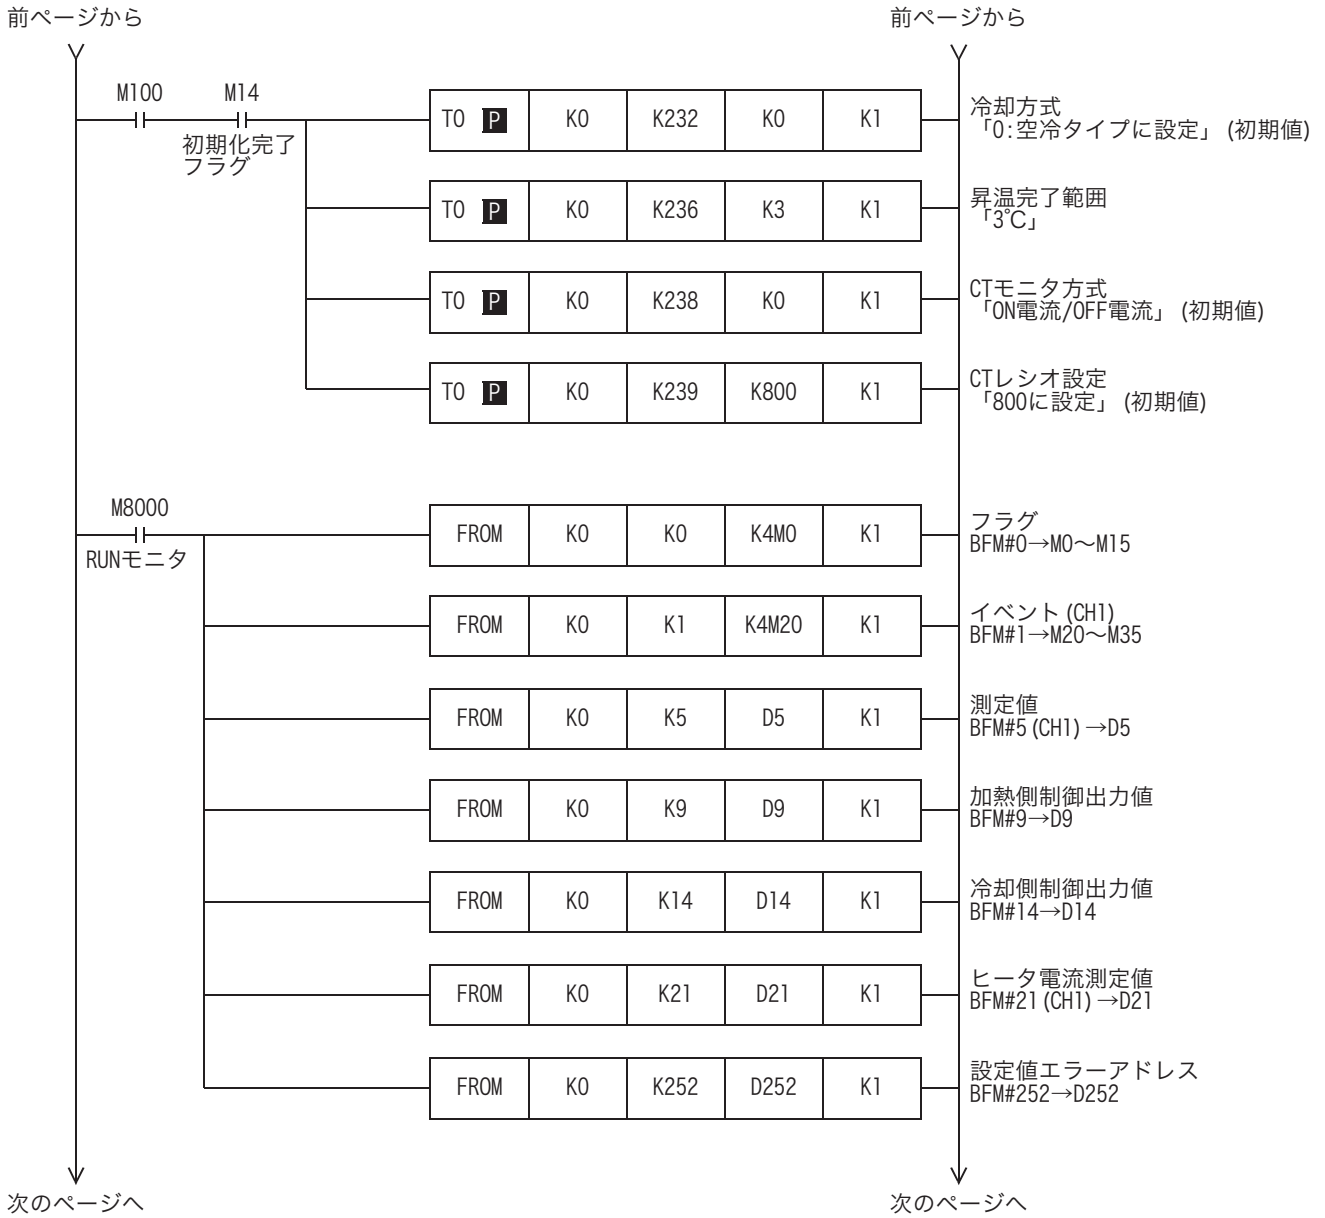 前ページから 前ページから
M100 M14
初期化完了
フラグ
TO P K0 K232 K0 K1
冷却方式
「0:空冷タイプに設定」(初期値)
TO P K0 K236 K3 K1
昇温完了範囲
「3℃」
TO P K0 K238 K0 K1
CTモニタ方式
「ON電流/OFF電流」(初期値)
TO P K0 K239 K800 K1
CTレシオ設定
「800に設定」(初期値)
M8000
RUNモニタ
FROM K0 K0 K4M0 K1
フラグ
BFM#0→M0～M15
FROM K0 K1 K4M20 K1
イベント(CH1)
BFM#1→M20～M35
FROM K0 K5 D5 K1
測定値
BFM#5(CH1)→D5
FROM K0 K9 D9 K1
加熱側制御出力値
BFM#9→D9
FROM K0 K14 D14 K1
冷却側制御出力値
BFM#14→D14
FROM K0 K21 D21 K1
ヒータ電流測定値
BFM#21(CH1)→D21
FROM K0 K252 D252 K1
設定値エラーアドレス
BFM#252→D252
次のページへ 次のページへ